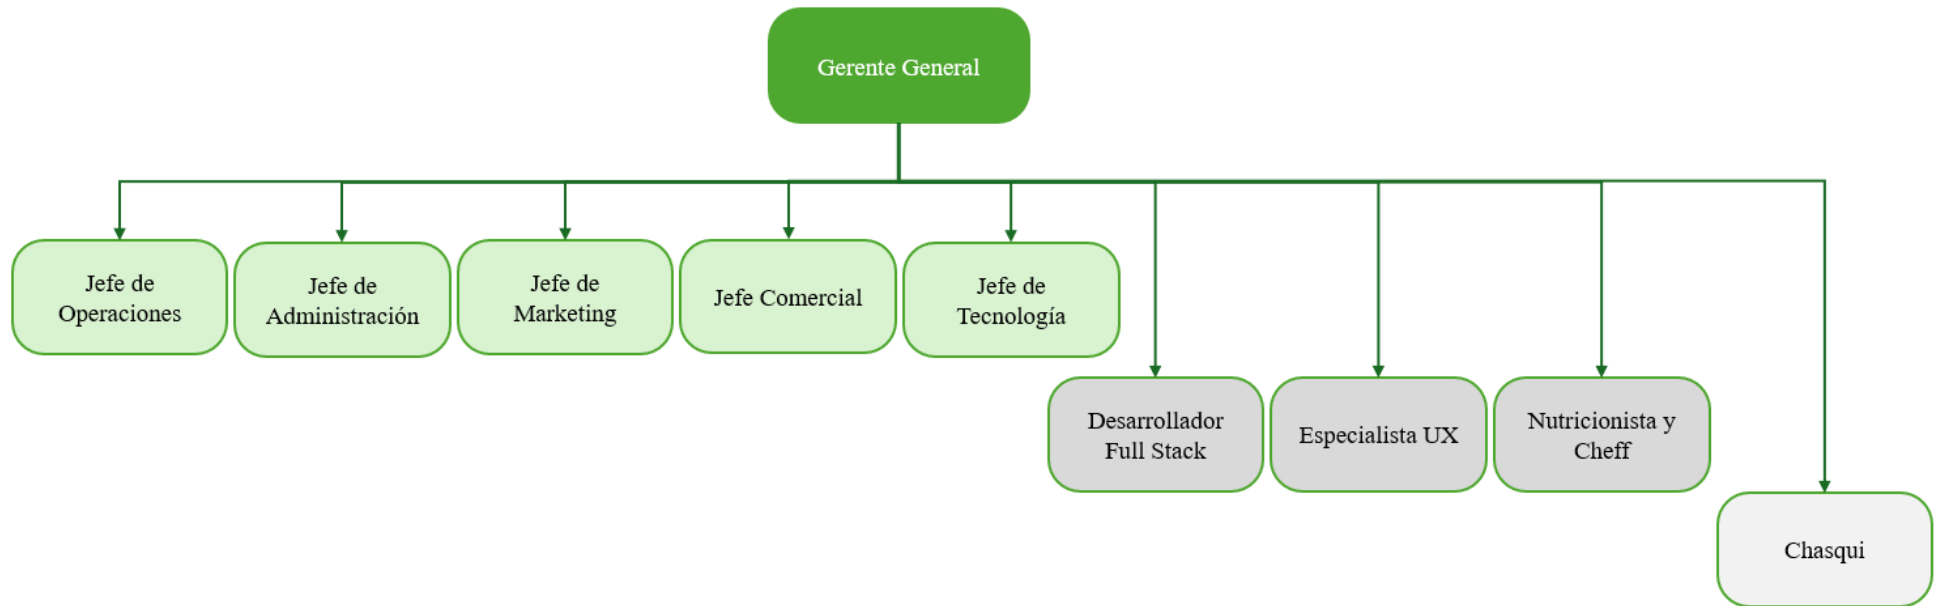 Gerente General
Jefe de
Operaciones
Jefe de
Administración
Jefe de
Marketing
Jefe Comercial
Jefe de
Tecnología
Desarrollador
Full Stack
Especialista UX
Nutricionista y
Cheff
Chasqui